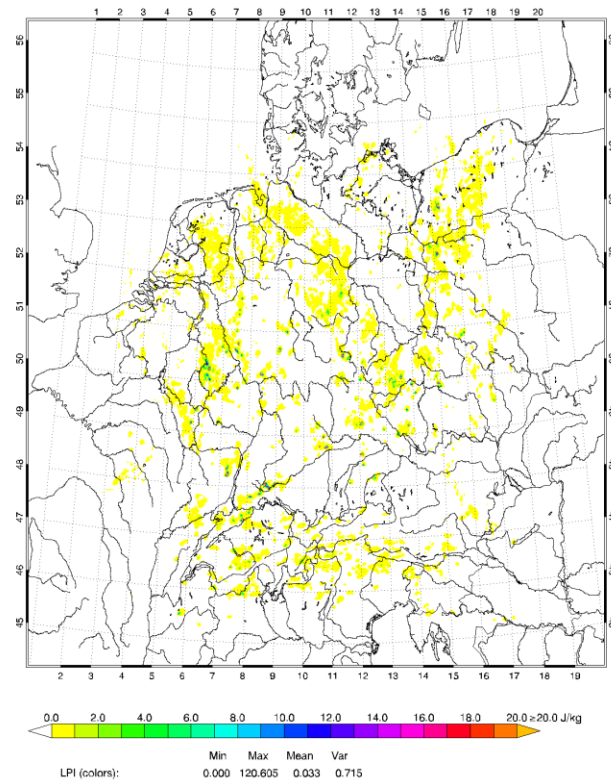 1 2 3 4 5 6 7 8 9 10 11 12 13 14 15 16 17 18 19 20
56
55
54
53
52
51
50
49
48
47
46
45
2 3 4 5 6 7 8 9 10 11 12 13 14 15 16 17 18 19
0.0 2.0 4.0 6.0 8.0 10.0 12.0 14.0 16.0 18.0 20.0 ≥20.0 J/kg
Min Max Mean Var
LPI (colors): 0.000 120.605 0.033 0.715